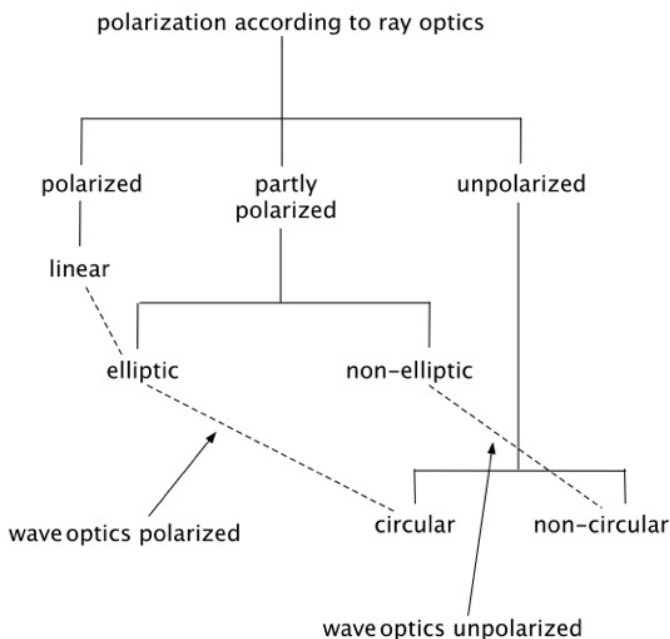 polarization according to ray optics
polarized
partly
polarized
unpolarized
linear
elliptic
non-elliptic
wave optics polarized
circular
non-circular
wave optics unpolarized